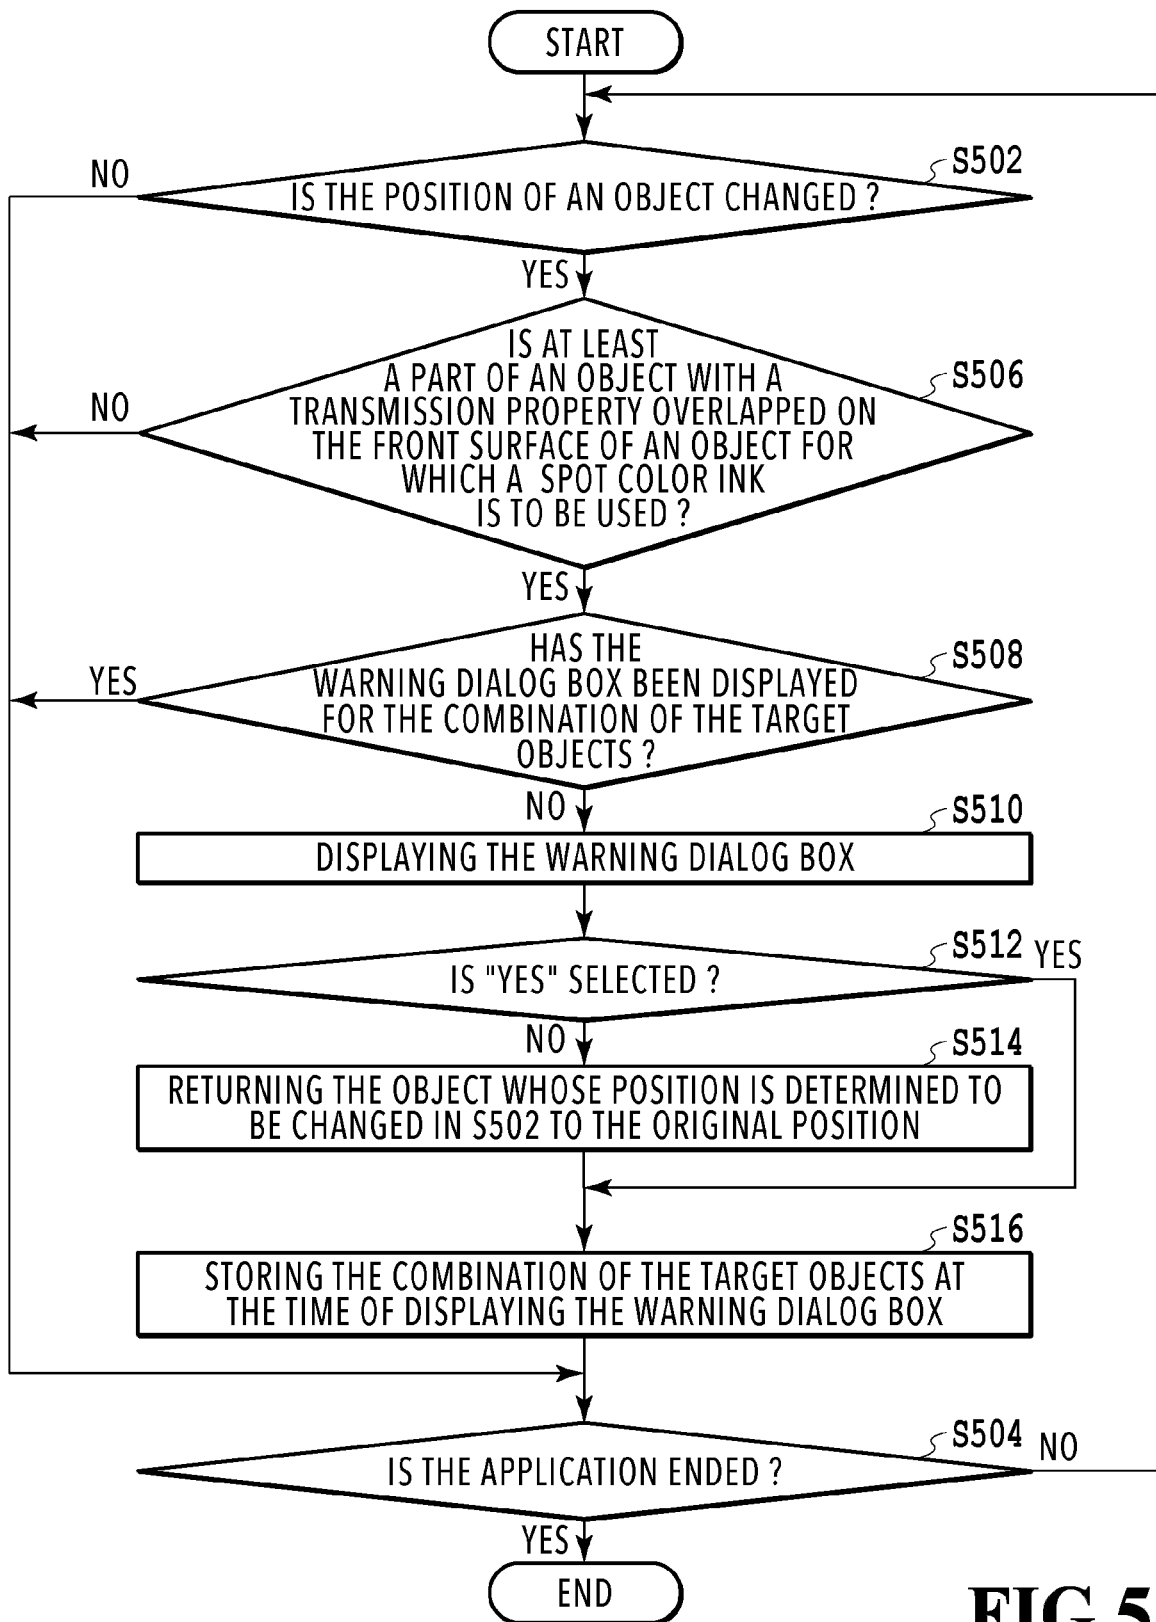 START
S502
NO
IS THE POSITION OF AN OBJECT CHANGED ?
YES
S506
IS AT LEAST
A PART OF AN OBJECT WITH A
TRANSMISSION PROPERTY OVERLAPPED ON
THE FRONT SURFACE OF AN OBJECT FOR
WHICH A SPOT COLOR INK
IS TO BE USED ?
NO
YES
S508
HAS THE
WARNING DIALOG BOX BEEN DISPLAYED
FOR THE COMBINATION OF THE TARGET
OBJECTS ?
YES
NO
S510
DISPLAYING THE WARNING DIALOG BOX
S512
YES
IS "YES" SELECTED ?
NO
S514
RETURNING THE OBJECT WHOSE POSITION IS DETERMINED TO
BE CHANGED IN S502 TO THE ORIGINAL POSITION
S516
STORING THE COMBINATION OF THE TARGET OBJECTS AT
THE TIME OF DISPLAYING THE WARNING DIALOG BOX
S504
NO
IS THE APPLICATION ENDED ?
YES
END
FIG.5